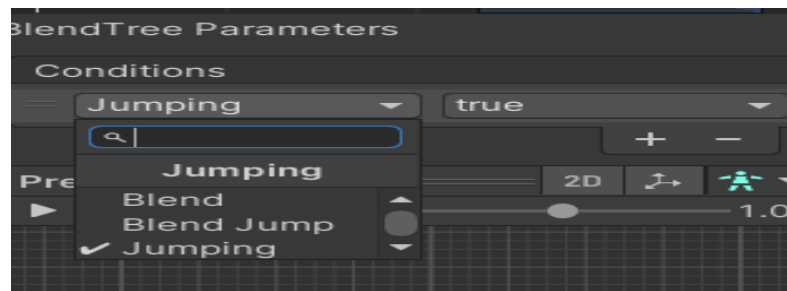 BlendTree Parameters
Conditions
Jumping true
Jumping
Pre 2D
Blend 1.0
Blend Jump
Jumping